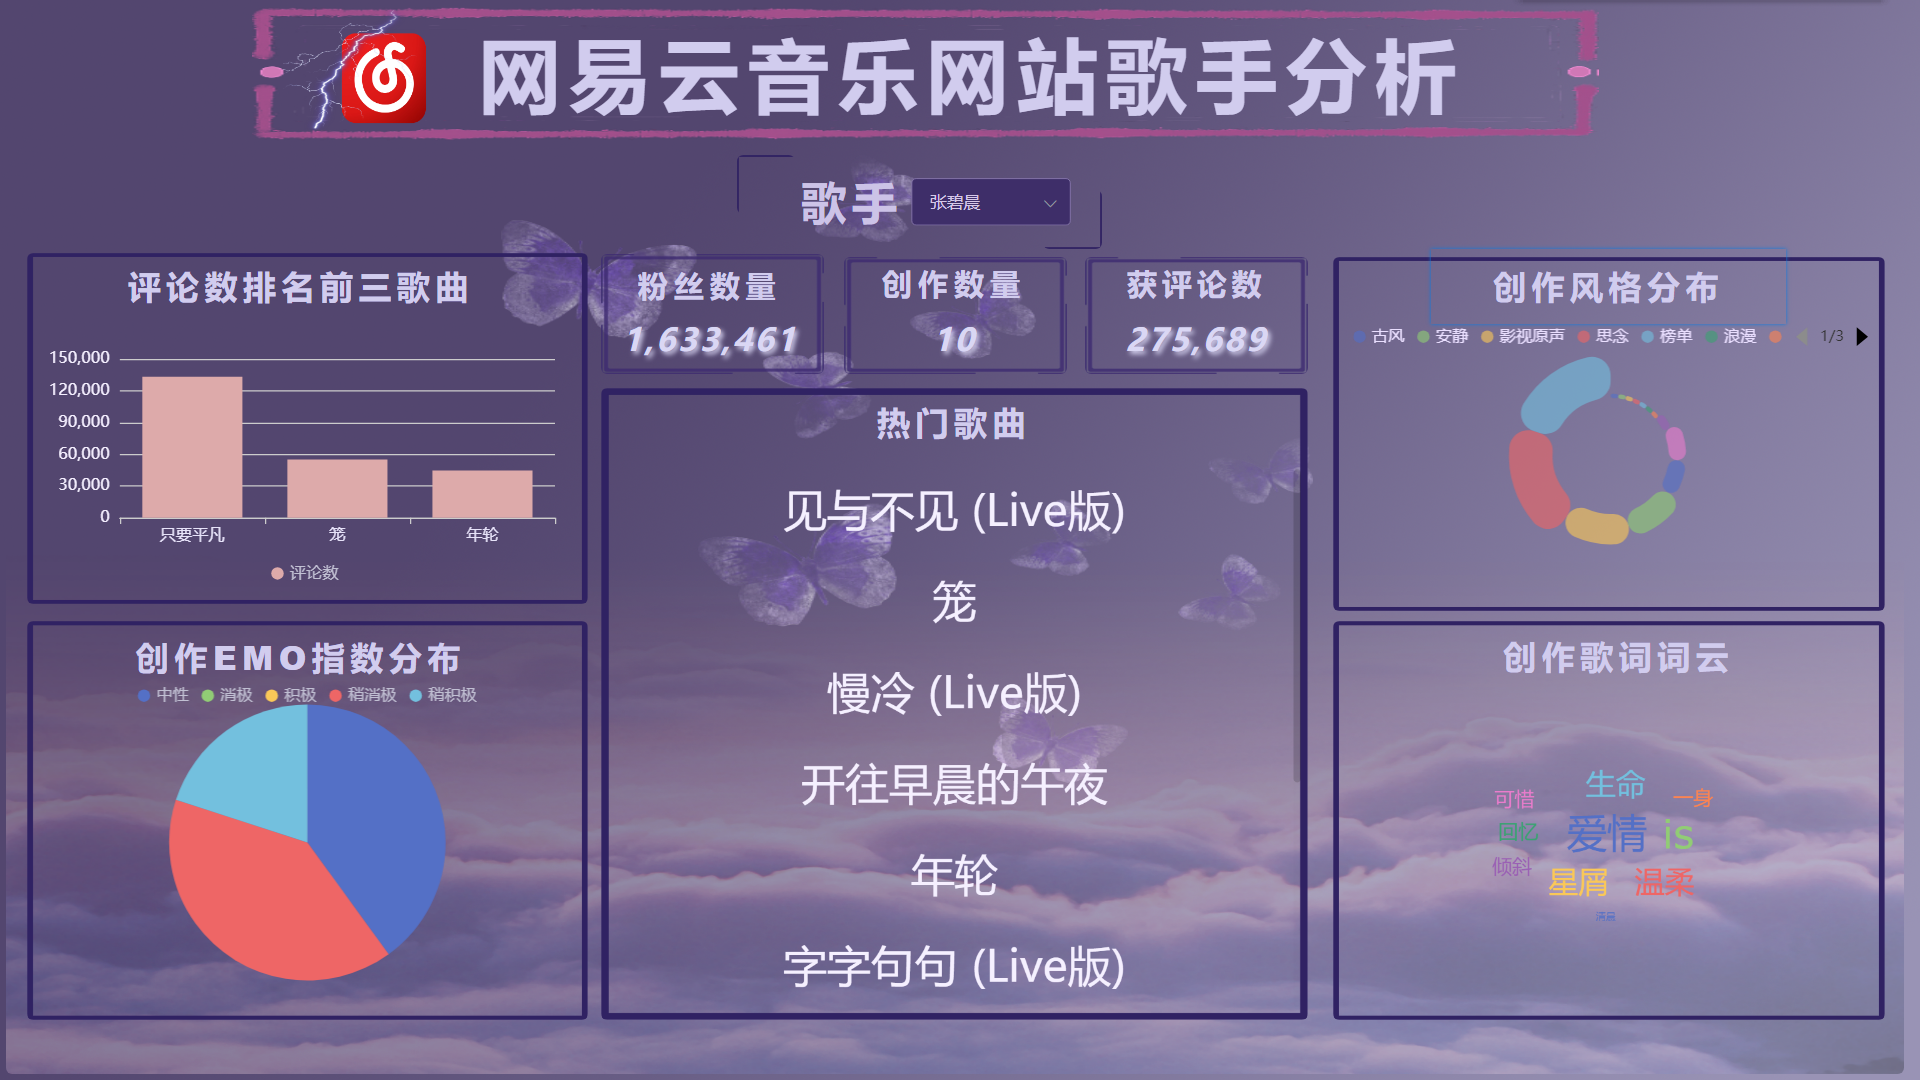 网易云音乐网站歌手分析
歌手
张碧晨
评论数排名前三歌曲
150,000
120,000
90,000
60,000
30,000
0
只要平凡
笼
年轮
评论数
粉丝数量
1,633,461
创作数量
10
获评论数
275,689
创作风格分布
古风 安静 影视原声 思念 榜单 浪漫 1/3
热门歌曲
见与不见 (Live版)
笼
慢冷 (Live版)
开往早晨的午夜
年轮
字字句句 (Live版)
创作EMO指数分布
中性 消极 积极 稍消极 稍积极
创作歌词词云
生命
可惜
一身
回忆
爱情
is
倾斜
星屑
温柔